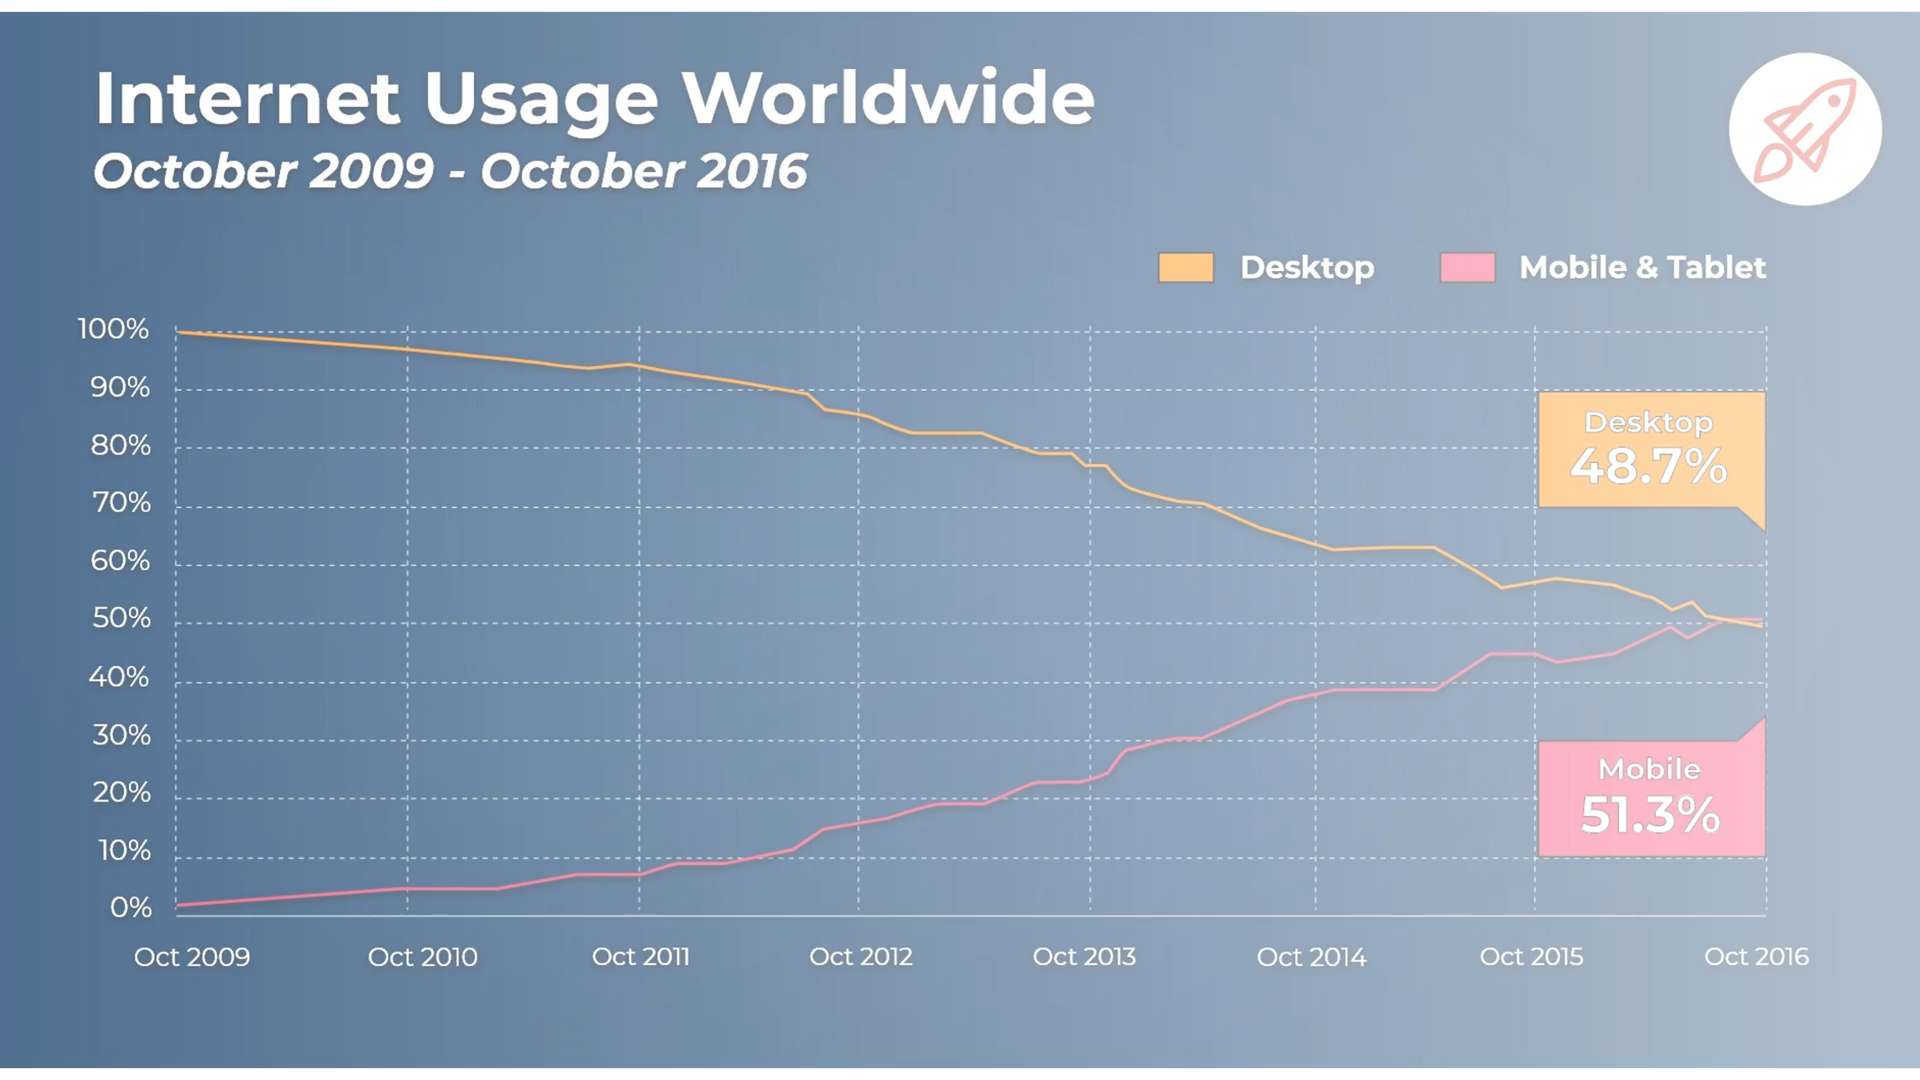 Internet Usage Worldwide
October 2009 - October 2016
Desktop
Mobile & Tablet
100%
90%
80%
70%
60%
50%
40%
30%
20%
10%
0%
Desktop
48.7%
Mobile
51.3%
Oct 2009
Oct 2010
Oct 2011
Oct 2012
Oct 2013
Oct 2014
Oct 2015
Oct 2016